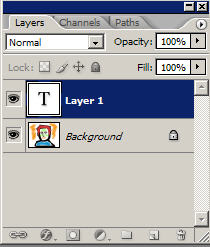 Layers Channels Paths
Normal Opacity: 100%
Lock: Fill: 100%
T Layer 1
Background